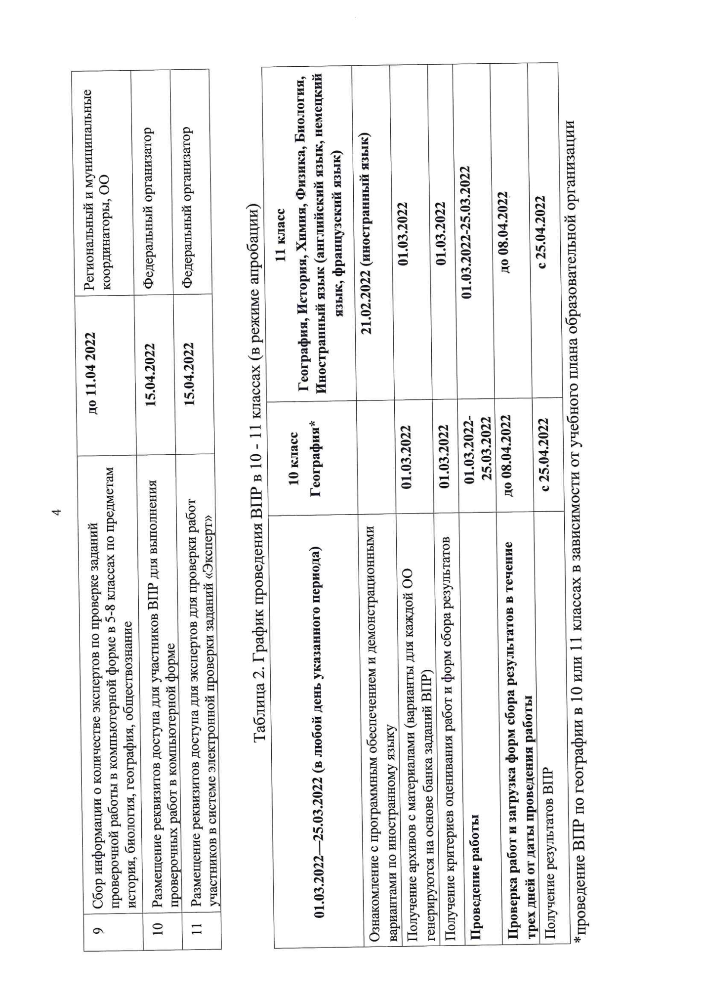 4
9
Сбор информации о количестве экспертов по проверке заданий
проверочной работы в компьютерной форме в 5-8 классах по предметам
история, биология, география, обществознание
до 11.04 2022
Региональный и муниципальные
координаторы, ОО
10
Размещение реквизитов доступа для участников ВПР для выполнения
проверочных работ в компьютерной форме
15.04.2022
Федеральный организатор
11
Размещение реквизитов доступа для экспертов для проверки работ
участников в системе электронной проверки заданий «Эксперт»
15.04.2022
Федеральный организатор
Таблица 2. График проведения ВПР в 10 - 11 классах (в режиме апробации)
01.03.2022—25.03.2022 (в любой день указанного периода)
10 класс
География*
11 класс
География, История, Химия, Физика, Биология,
Иностранный язык (английский язык, немецкий
язык, французский язык)
Ознакомление с программным обеспечением и демонстрационными
вариантами по иностранному языку
21.02.2022 (иностранный язык)
Получение архивов с материалами (варианты для каждой ОО
генерируются на основе банка заданий ВПР)
01.03.2022
01.03.2022
Получение критериев оценивания работ и форм сбора результатов
01.03.2022
01.03.2022
Проведение работы
01.03.2022-
25.03.2022
01.03.2022-25.03.2022
Проверка работ и загрузка форм сбора результатов в течение
трех дней от даты проведения работы
до 08.04.2022
до 08.04.2022
Получение результатов ВПР
с 25.04.2022
с 25.04.2022
*проведение ВПР по географии в 10 или 11 классах в зависимости от учебного плана образовательной организации